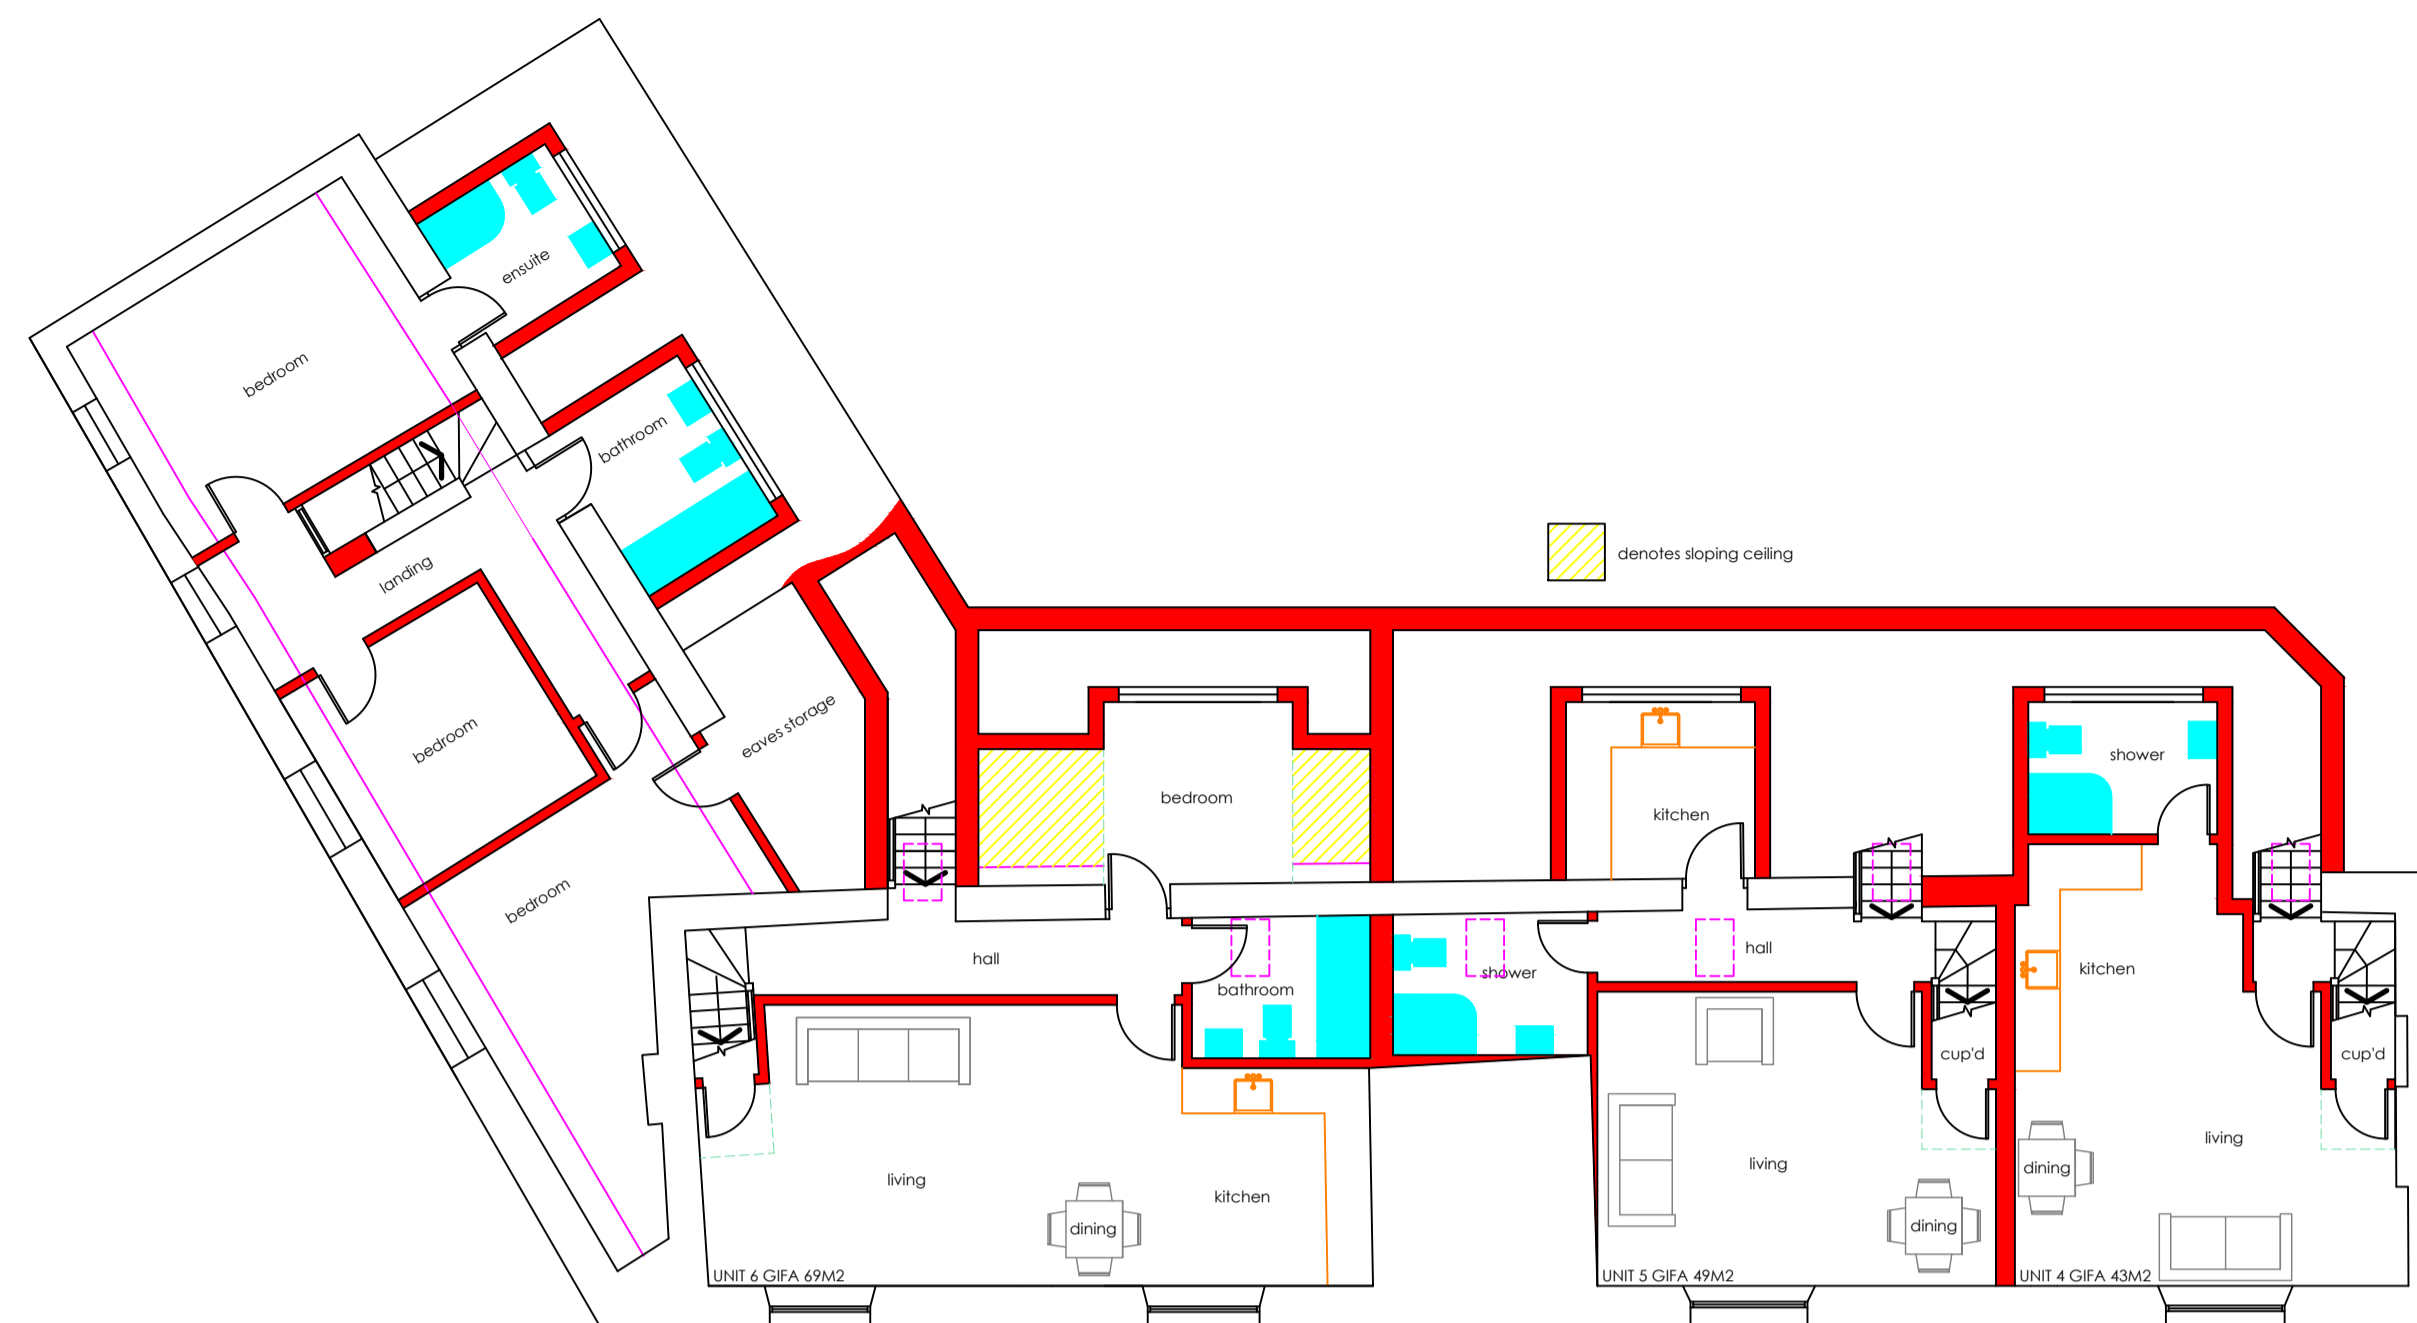 ensuite
bedroom
bathroom
landing
bedroom
eaves storage
bedroom
denotes sloping ceiling
bedroom
kitchen
shower
hall
bathroom
shower
hall
kitchen
cup'd
cup'd
living
dining
kitchen
living
dining
dining
living
UNIT 6 GIFA 69M2
UNIT 5 GIFA 49M2
UNIT 4 GIFA 43M2